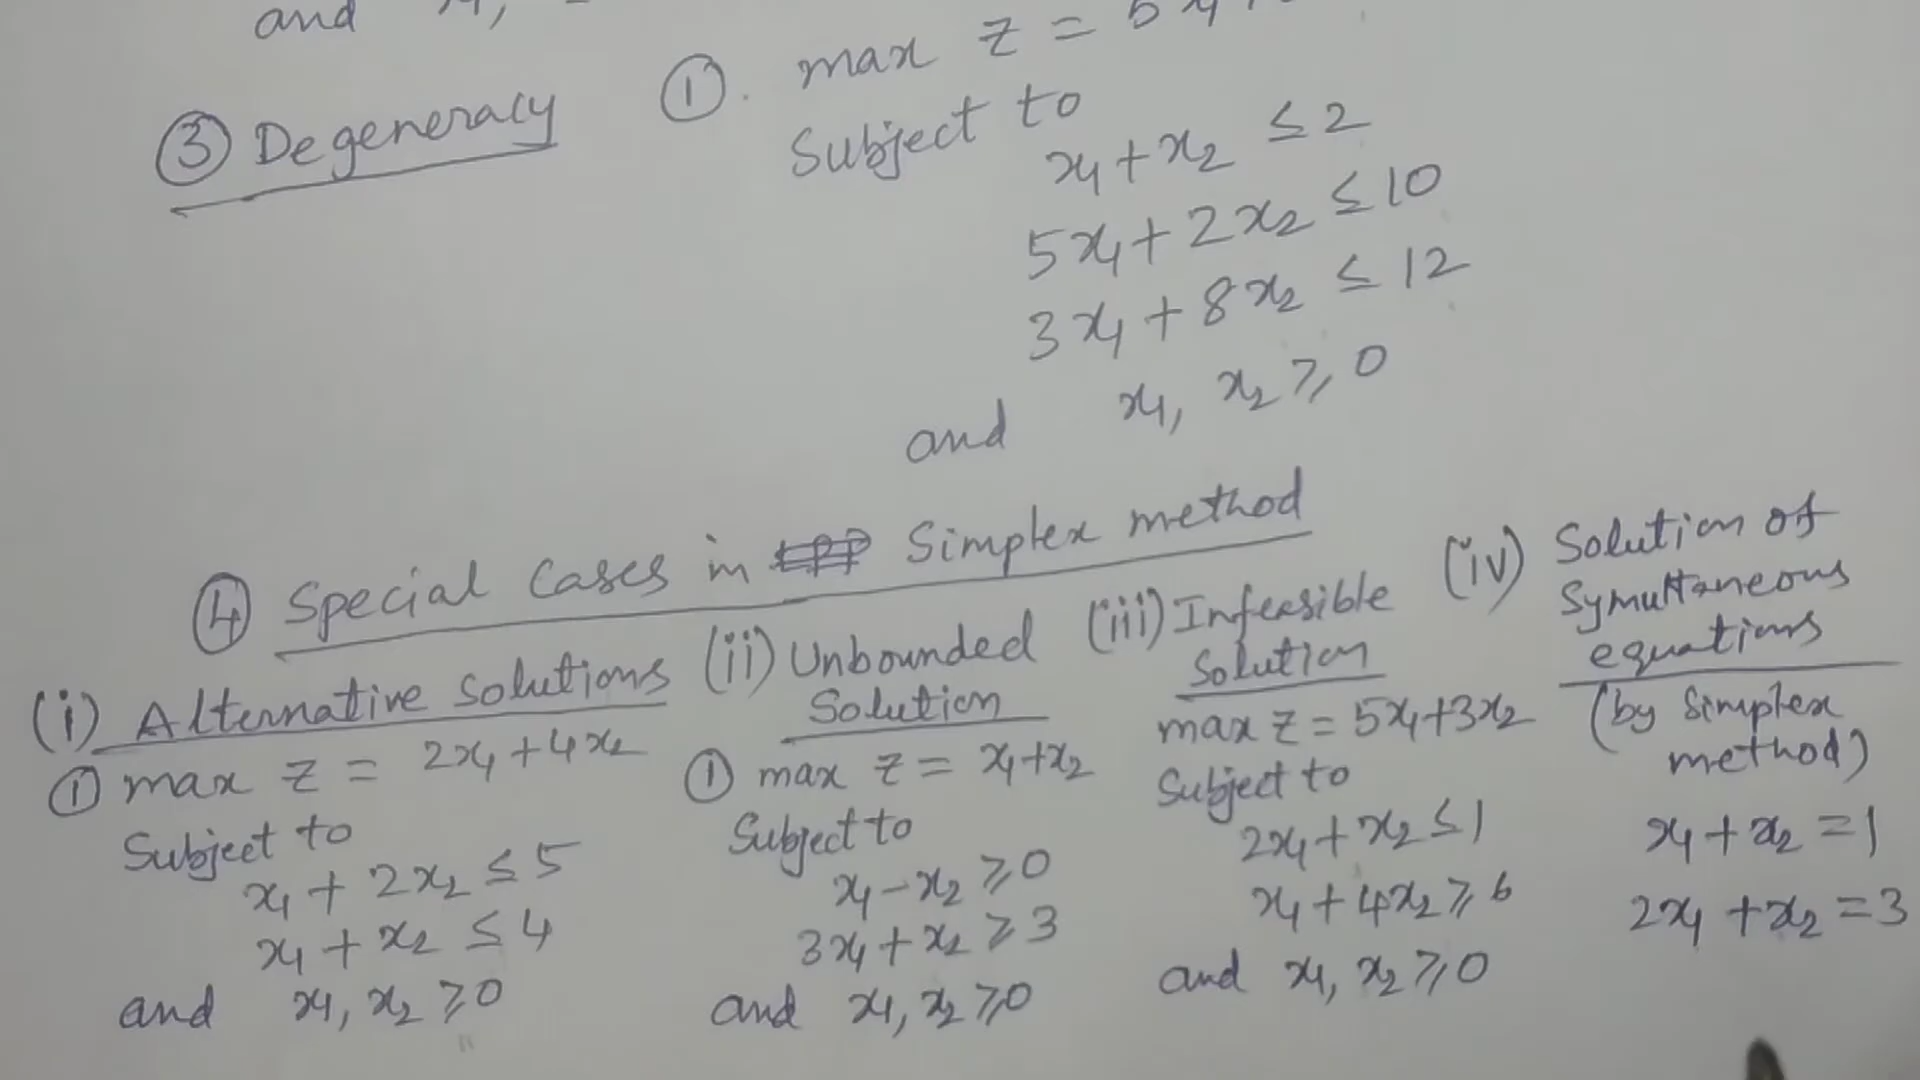 and x₁,
① max z = 5x₁
③ Degeneracy
Subject to
x₁ + x₂ ≤ 2
5x₁ + 2x₂ ≤ 10
3x₁ + 8x₂ ≤ 12
and x₁, x₂ ≥ 0
④ Special Cases in Simplex method
(i) Alternative Solutions
① max z = 2x₁ + 4x₂
Subject to
x₁ + 2x₂ ≤ 5
x₁ + x₂ ≤ 4
and x₁, x₂ ≥ 0
(ii) Unbounded
Solution
① max z = x₁ + x₂
Subject to
x₁ - x₂ ≥ 0
3x₁ + x₂ ≥ 3
and x₁, x₂ ≥ 0
(iii) Infeasible
Solution
max z = 5x₁ + 3x₂
Subject to
2x₁ + x₂ ≤ 1
x₁ + 4x₂ ≥ 6
and x₁, x₂ ≥ 0
(iv) Solution of
Symultaneous
equations
(by Simplex
method)
x₁ + x₂ = 1
2x₁ + x₂ = 3